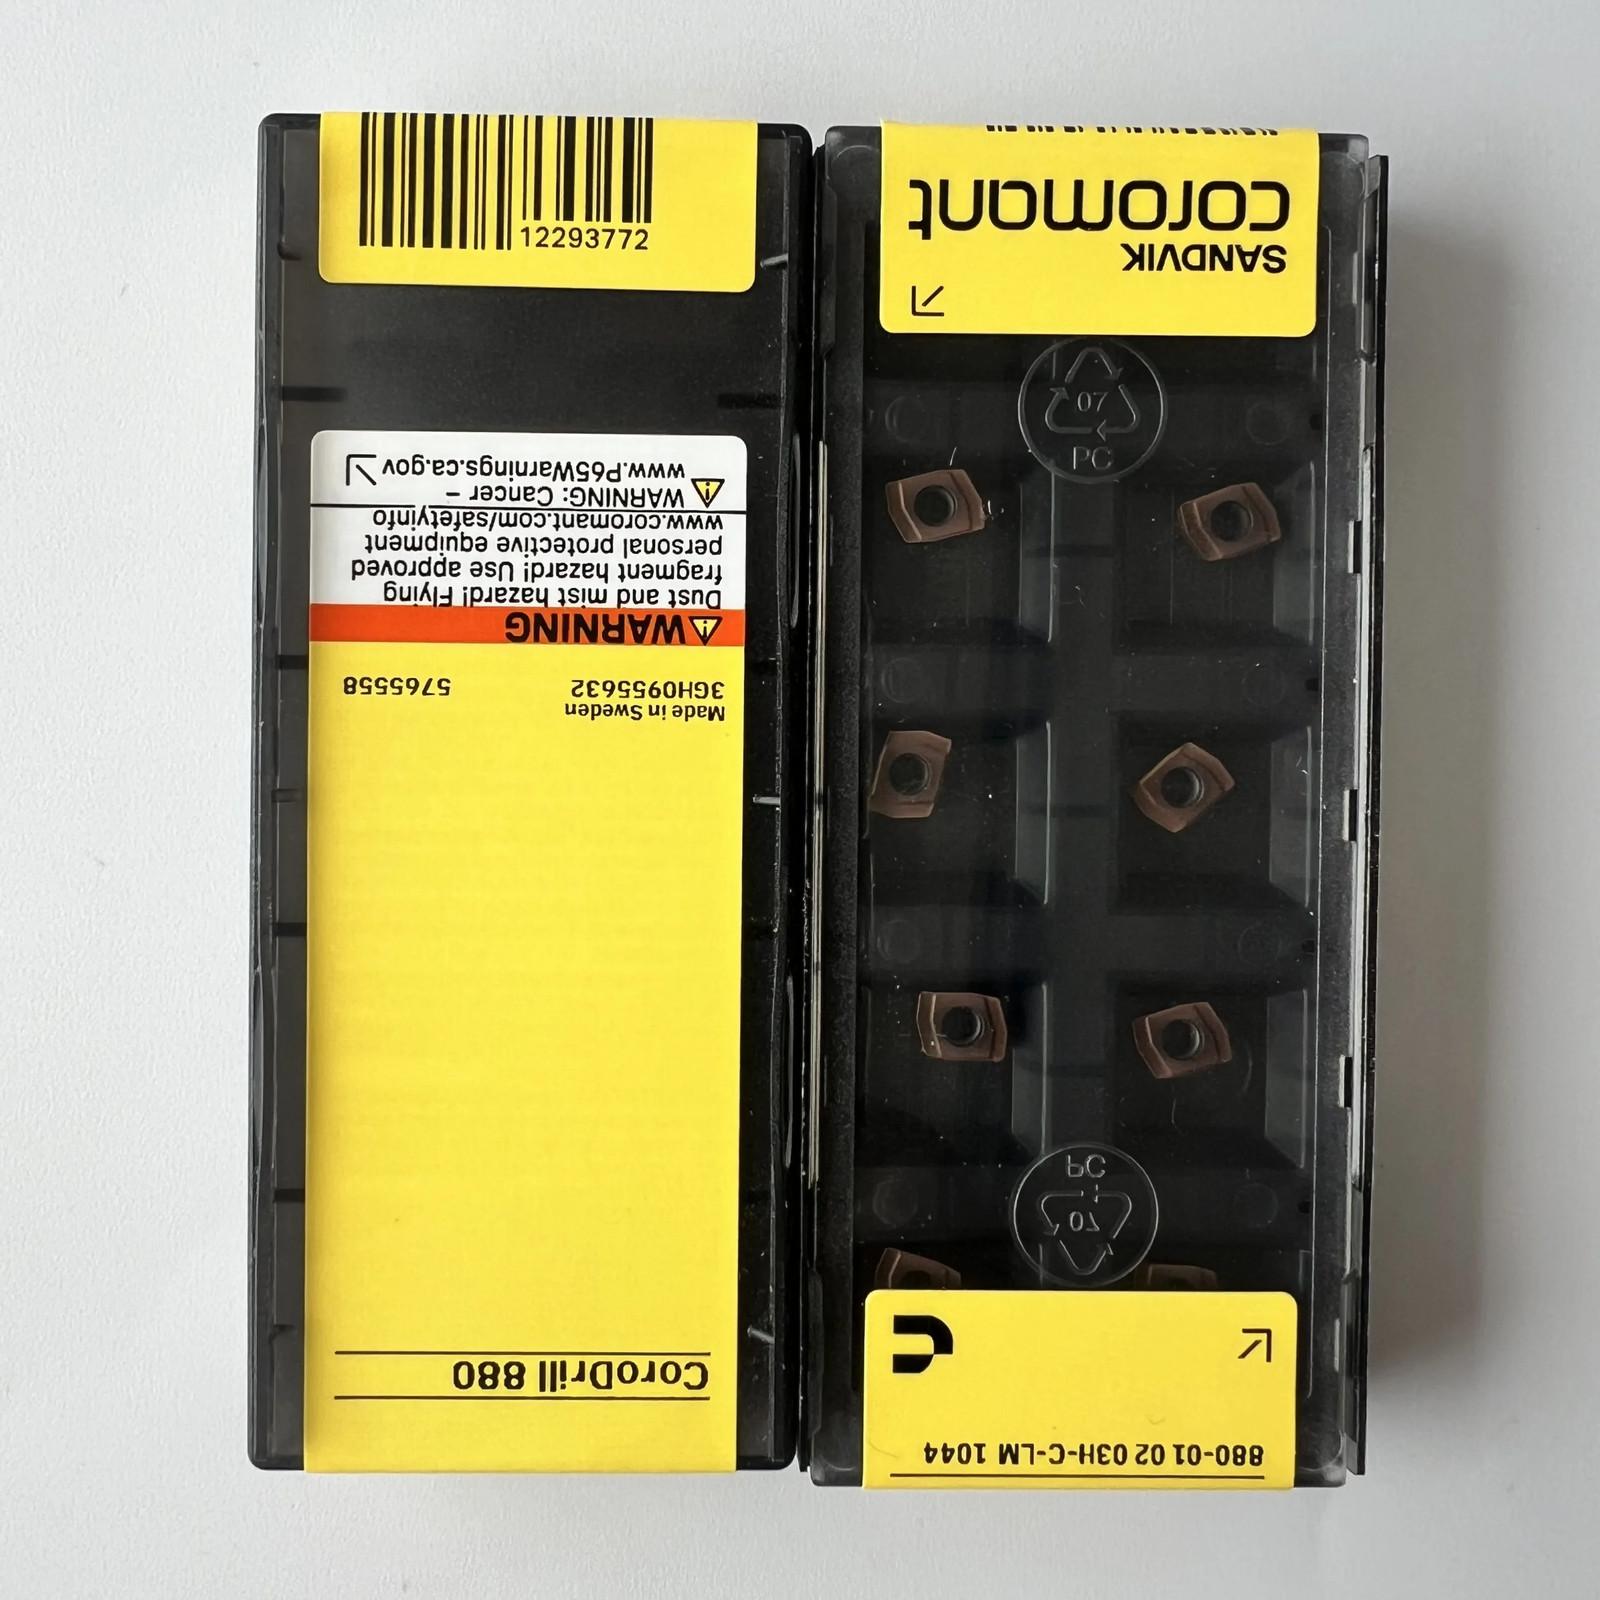 12293772
CoroDrill 880
Made in Sweden
3GH0955632
5765558
WARNING
Dust and mist hazard! Flying
fragment hazard! Use approved
personal protective equipment
www.coromant.com/safetyinfo
WARNING: Cancer –
www.P65Warnings.ca.gov
880-01 02 03H-C-LM 1044
SANDVIK
coromant
07
PC
07
PC